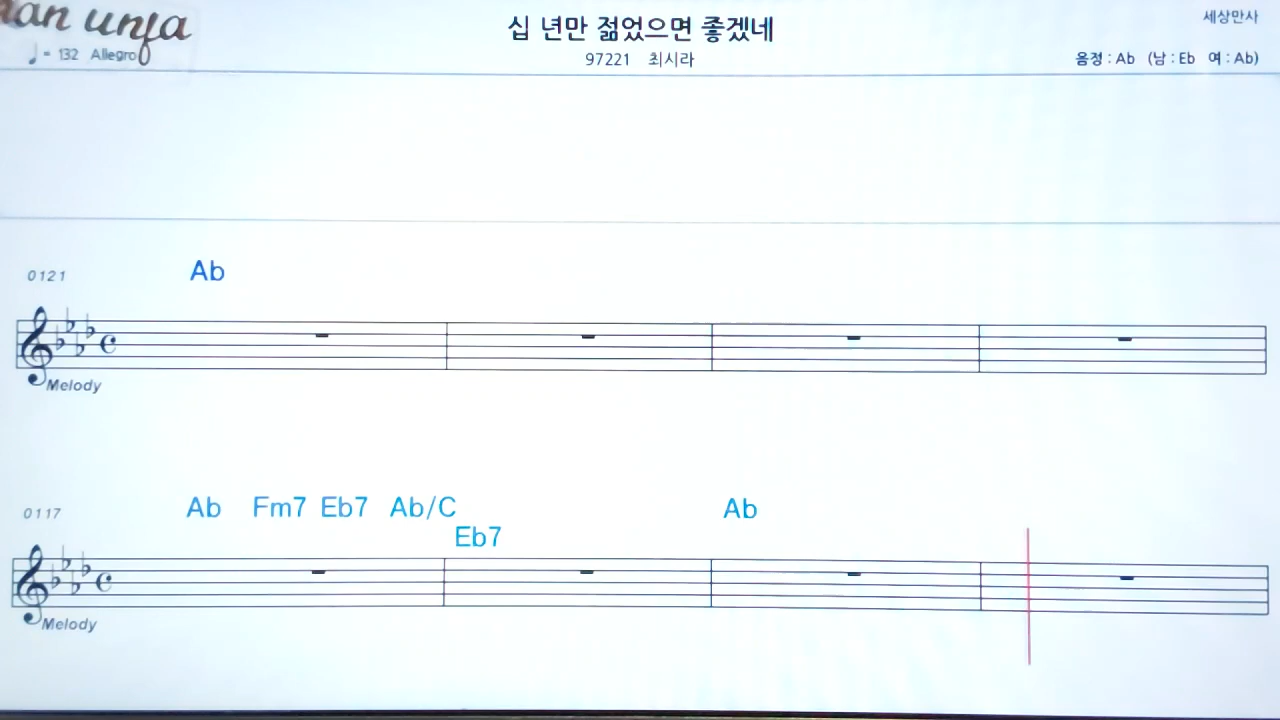 십 년만 젊었으면 좋겠네
세상만사
♩= 132 Allegro
97221 최시라
음정 : Ab (남 : Eb 여 : Ab)
0121
Ab
Melody
0117
Ab Fm7 Eb7 Ab/C Ab
Eb7
Melody